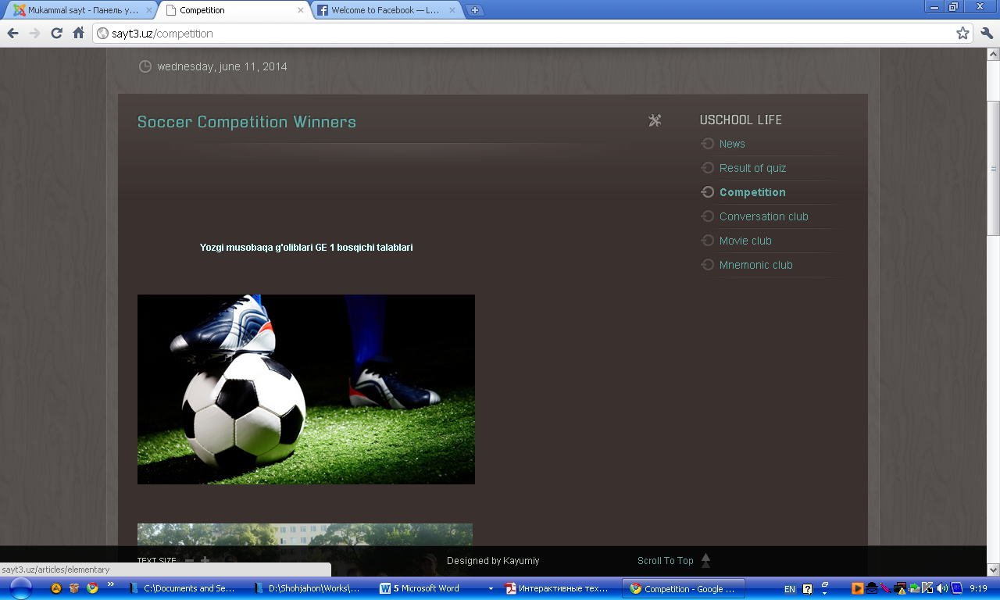 Mukammal sayt - Панель у...
Competition
Welcome to Facebook — L...
sayt3.uz/competition
wednesday, june 11, 2014
Soccer Competition Winners
USCHOOL LIFE
News
Result of quiz
Competition
Conversation club
Movie club
Mnemonic club
Yozgi musobaqa g'oliblari GE 1 bosqichi talablari
TEXT SIZE
Designed by Kayumiy
Scroll To Top
sayt3.uz/articles/elementary
C:\Documents and Se...
D:\Shohjahon\Works\...
5 Microsoft Word
Интерактивные тех...
Competition - Google ...
EN
9:19